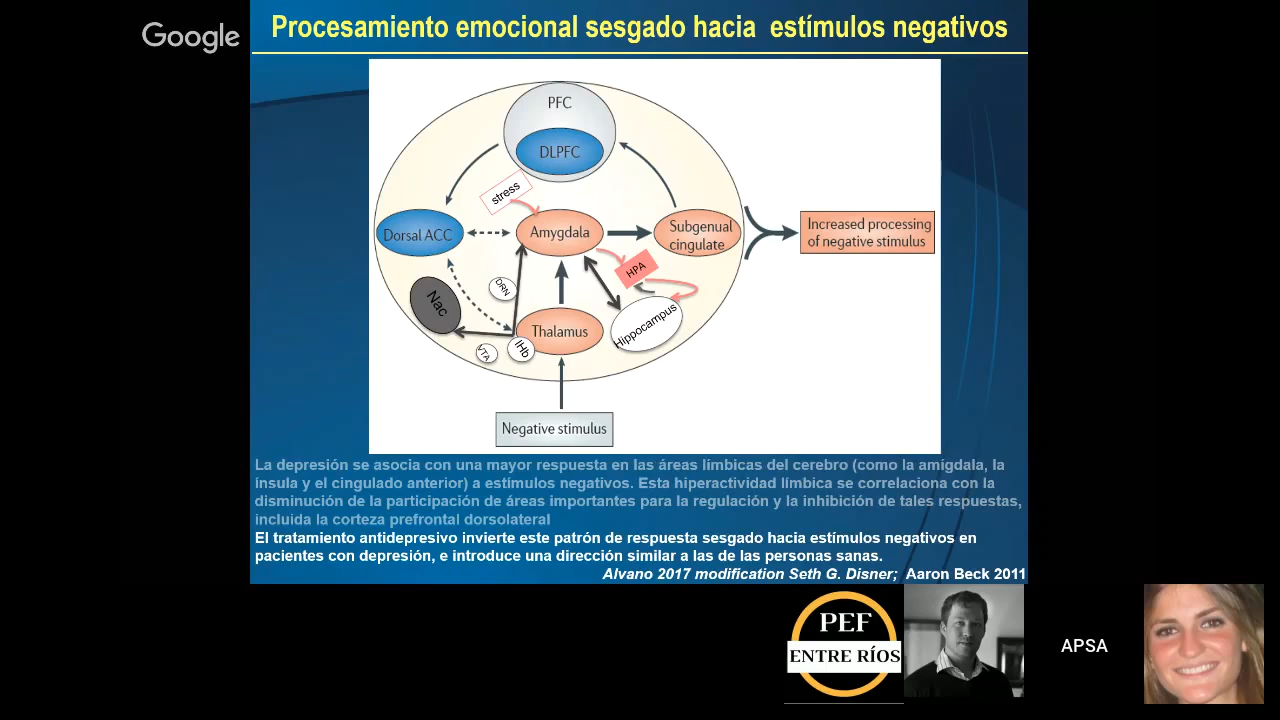 Google
Procesamiento emocional sesgado hacia estímulos negativos
PFC
DLPFC
stress
Dorsal ACC
Amygdala
Subgenual
cingulate
Increased processing
of negative stimulus
HPA
DRN
Nac
Hippocampus
Thalamus
lHb
VTA
Negative stimulus
La depresión se asocia con una mayor respuesta en las áreas límbicas del cerebro (como la amígdala, la
insula y el cingulado anterior) a estímulos negativos. Esta hiperactividad límbica se correlaciona con la
disminución de la participación de áreas importantes para la regulación y la inhibición de tales respuestas,
incluida la corteza prefrontal dorsolateral
El tratamiento antidepresivo invierte este patrón de respuesta sesgado hacia estímulos negativos en
pacientes con depresión, e introduce una dirección similar a las de las personas sanas.
Alvano 2017 modification Seth G. Disner; Aaron Beck 2011
PEF
ENTRE RÍOS
APSA